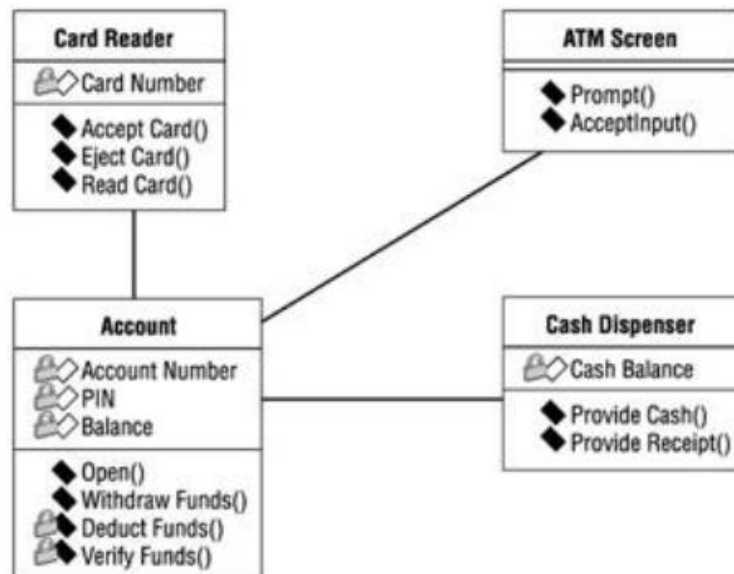 Card Reader
Card Number
Accept Card()
Eject Card()
Read Card()
ATM Screen
Prompt()
AcceptInput()
Account
Account Number
PIN
Balance
Open()
Withdraw Funds()
Deduct Funds()
Verify Funds()
Cash Dispenser
Cash Balance
Provide Cash()
Provide Receipt()